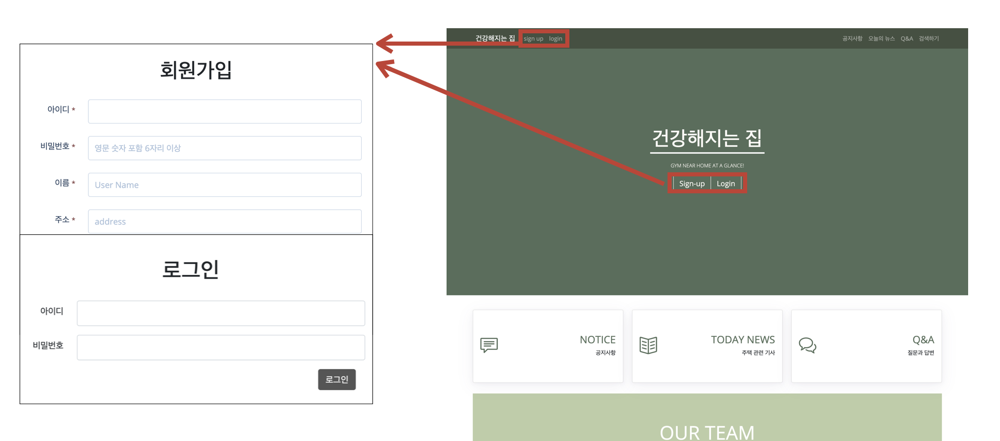 회원가입
아이디 *
비밀번호 * 영문 숫자 포함 6자리 이상
이름 * User Name
주소 * address
로그인
아이디
비밀번호
로그인
건강해지는 집 sign up login 공지사항 오늘의 뉴스 Q&A 검색하기
건강해지는 집
GYM NEAR HOME AT A GLANCE!
Sign-up Login
NOTICE
공지사항
TODAY NEWS
주택 관련 기사
Q&A
질문과 답변
OUR TEAM